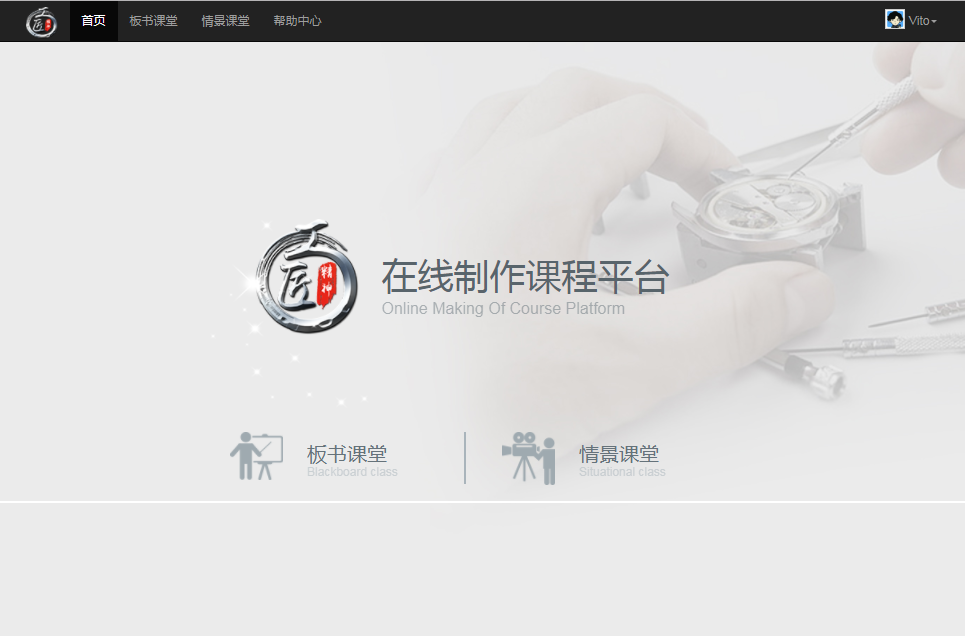 首页 板书课堂 情景课堂 帮助中心 Vito
工匠
精神
在线制作课程平台
Online Making Of Course Platform
板书课堂
Blackboard class
情景课堂
Situational class